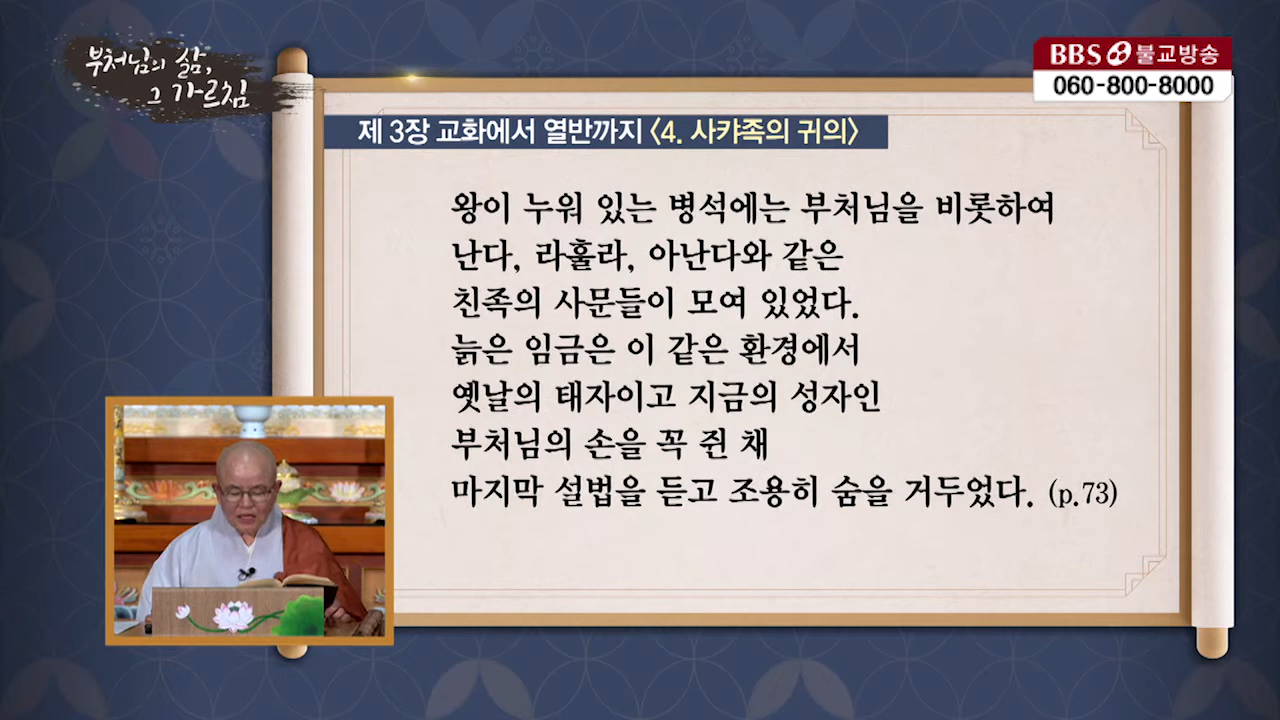 부처님의 삶,
그 가르침
BBS 불교방송
060-800-8000
제 3장 교화에서 열반까지 <4. 사캬족의 귀의>
왕이 누워 있는 병석에는 부처님을 비롯하여
난다, 라훌라, 아난다와 같은
친족의 사문들이 모여 있었다.
늙은 임금은 이 같은 환경에서
옛날의 태자이고 지금의 성자인
부처님의 손을 꼭 쥔 채
마지막 설법을 듣고 조용히 숨을 거두었다. (p.73)